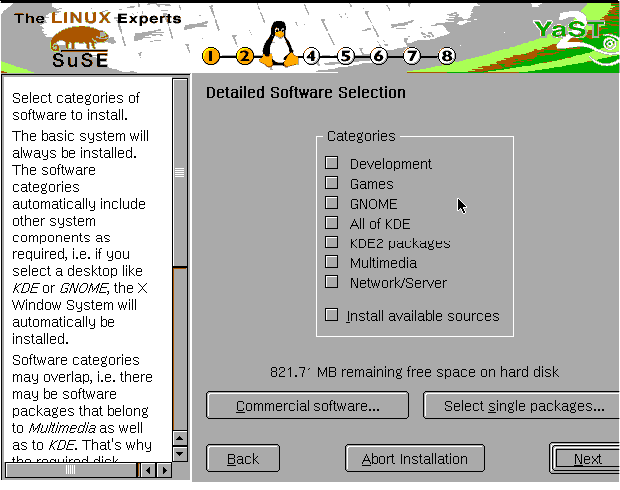 The LINUX Experts
SuSE
YaST
1 2 4 5 6 7 8
Select categories of
software to install.
The basic system will
always be installed.
The software
categories
automatically include
other system
components as
required, i.e. if you
select a desktop like
KDE or GNOME, the X
Window System will
automatically be
installed.
Software categories
may overlap, i.e. there
may be software
packages that belong
to Multimedia as well
as to KDE. That's why
the required disk
Detailed Software Selection
Categories
Development
Games
GNOME
All of KDE
KDE2 packages
Multimedia
Network/Server
Install available sources
821.71 MB remaining free space on hard disk
Commercial software...
Select single packages...
Back
Abort Installation
Next